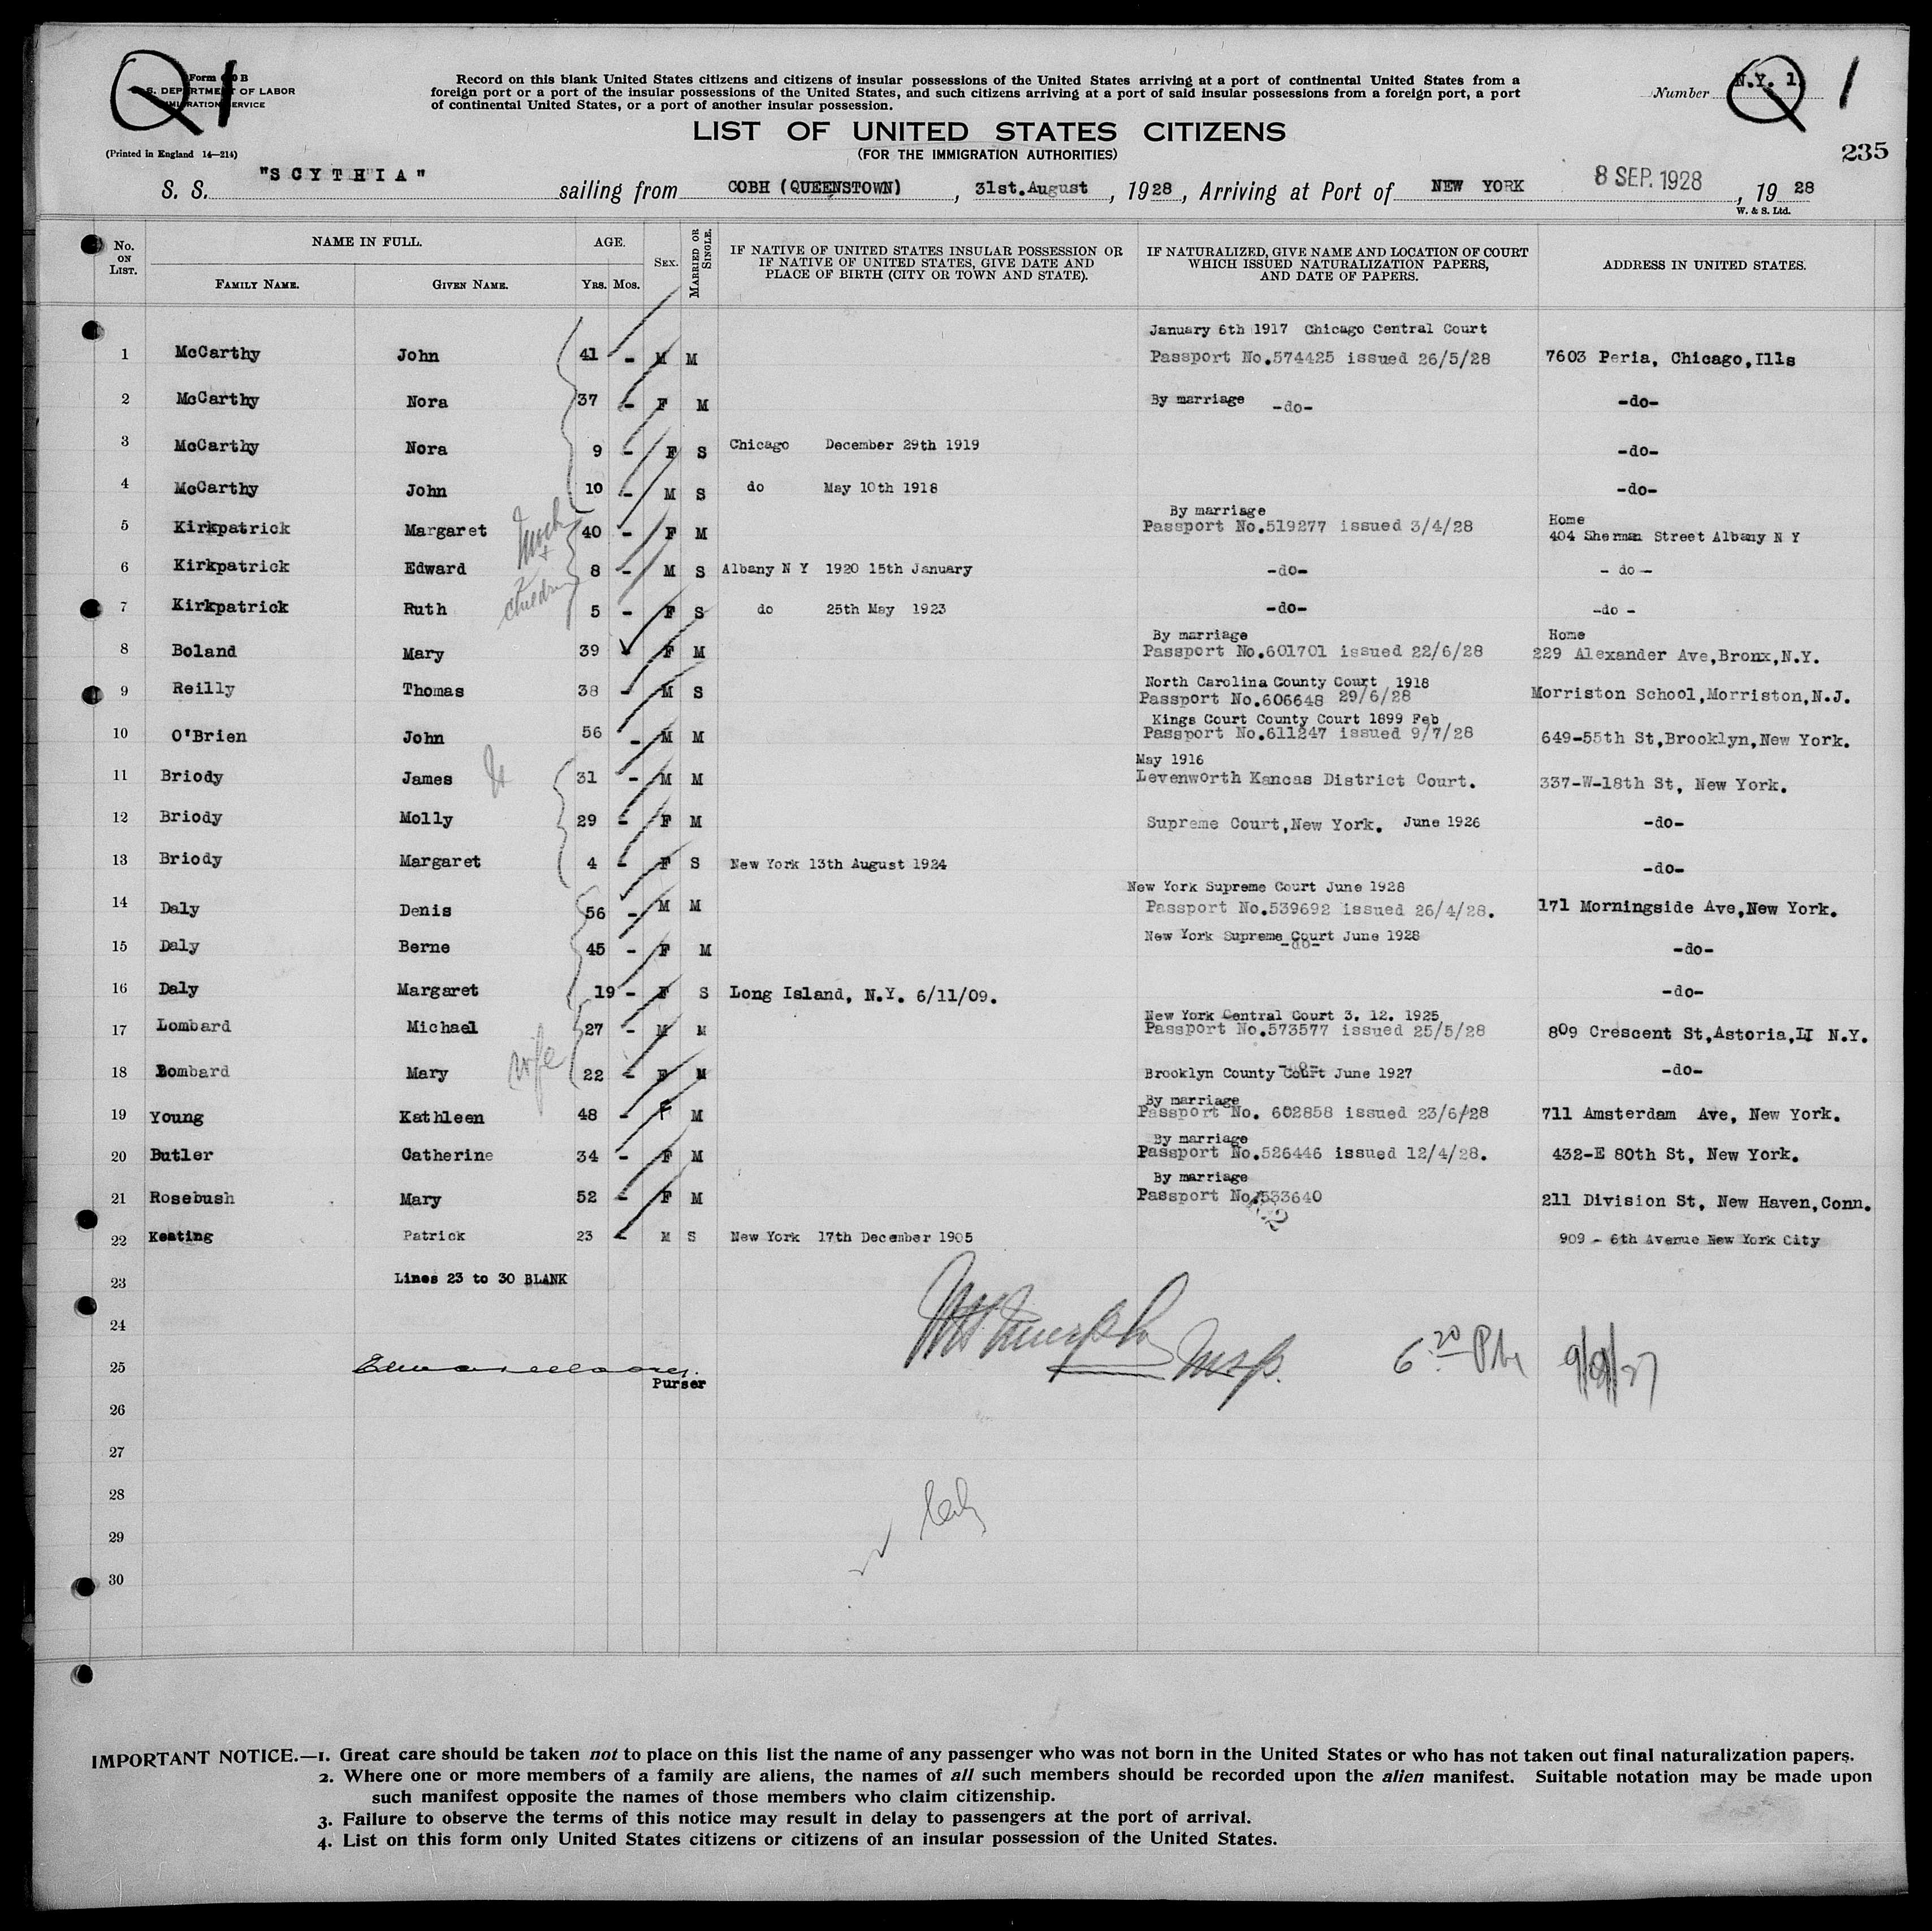 Q1
Form 630 B
U. S. DEPARTMENT OF LABOR
IMMIGRATION SERVICE
(Printed in England 14—214)
Record on this blank United States citizens and citizens of insular possessions of the United States arriving at a port of continental United States from a
foreign port or a port of the insular possessions of the United States, and such citizens arriving at a port of said insular possessions from a foreign port, a port
of continental United States, or a port of another insular possession.
Number N.Y. 1.
Q 1
235
LIST OF UNITED STATES CITIZENS
(FOR THE IMMIGRATION AUTHORITIES)
S. S. "SCYTHIA" sailing from COBH (QUEENSTOWN), 31st.August, 1928, Arriving at Port of NEW YORK 8 SEP. 1928, 19 28
W. & S. Ltd.
No. ON LIST. NAME IN FULL. AGE. SEX. MARRIED OR SINGLE. IF NATIVE OF UNITED STATES INSULAR POSSESSION OR IF NATIVE OF UNITED STATES, GIVE DATE AND PLACE OF BIRTH (CITY OR TOWN AND STATE). IF NATURALIZED, GIVE NAME AND LOCATION OF COURT WHICH ISSUED NATURALIZATION PAPERS, AND DATE OF PAPERS. ADDRESS IN UNITED STATES.
FAMILY NAME. GIVEN NAME. YRS. MOS.
January 6th 1917 Chicago Central Court
1 McCarthy John 41 - M M Passport No.574425 issued 26/5/28 7603 Peria, Chicago,Ills
2 McCarthy Nora 37 - F M By marriage -do- -do-
3 McCarthy Nora 9 - F S Chicago December 29th 1919 -do-
4 McCarthy John 10 - M S do May 10th 1918 -do-
By marriage Home
5 Kirkpatrick Margaret 40 - F M Passport No.519277 issued 3/4/28 404 Sherman Street Albany N Y
6 Kirkpatrick Edward 8 - M S Albany N Y 1920 15th January -do- - do -
children
7 Kirkpatrick Ruth 5 - F S do 25th May 1923 -do- -do -
By marriage Home
8 Boland Mary 39 F M Passport No.601701 issued 22/6/28 229 Alexander Ave,Bronx,N.Y.
North Carolina County Court 1918
9 Reilly Thomas 38 - M S Passport No.606648 29/6/28 Morriston School,Morriston,N.J.
Kings Court County Court 1899 Feb
10 O'Brien John 56 - M M Passport No.611247 issued 9/7/28 649-55th St,Brooklyn,New York.
May 1916
11 Briody James 31 - M M Levenworth Kancas District Court. 337-W-18th St, New York.
12 Briody Molly 29 - F M Supreme Court,New York. June 1926 -do-
13 Briody Margaret 4 - F S New York 13th August 1924 -do-
New York Supreme Court June 1928
14 Daly Denis 56 - M M Passport No.539692 issued 26/4/28. 171 Morningside Ave,New York.
New York Supreme Court June 1928
15 Daly Berne 45 - F M -do- -do-
16 Daly Margaret 19 - F S Long Island, N.Y. 6/11/09. -do-
New York Central Court 3. 12. 1925
17 Lombard Michael 27 - M M Passport No.573577 issued 25/5/28 809 Crescent St,Astoria,LI N.Y.
wife
18 Lombard Mary 22 - F M -do- Brooklyn County Court June 1927 -do-
By marriage
19 Young Kathleen 48 - F M Passport No. 602858 issued 23/6/28 711 Amsterdam Ave, New York.
By marriage
20 Butler Catherine 34 - F M Passport No.526446 issued 12/4/28. 432-E 80th St, New York.
By marriage
21 Rosebush Mary 52 - F M Passport No.533640 211 Division St, New Haven,Conn.
22 Keating Patrick 23 - M S New York 17th December 1905 909 - 6th Avenue New York City
23 Lines 23 to 30 BLANK
24
25
Purser
6 20 PM 9/9/27
26
27
28
29
30
IMPORTANT NOTICE.—1. Great care should be taken not to place on this list the name of any passenger who was not born in the United States or who has not taken out final naturalization papers.
2. Where one or more members of a family are aliens, the names of all such members should be recorded upon the alien manifest. Suitable notation may be made upon
such manifest opposite the names of those members who claim citizenship.
3. Failure to observe the terms of this notice may result in delay to passengers at the port of arrival.
4. List on this form only United States citizens or citizens of an insular possession of the United States.